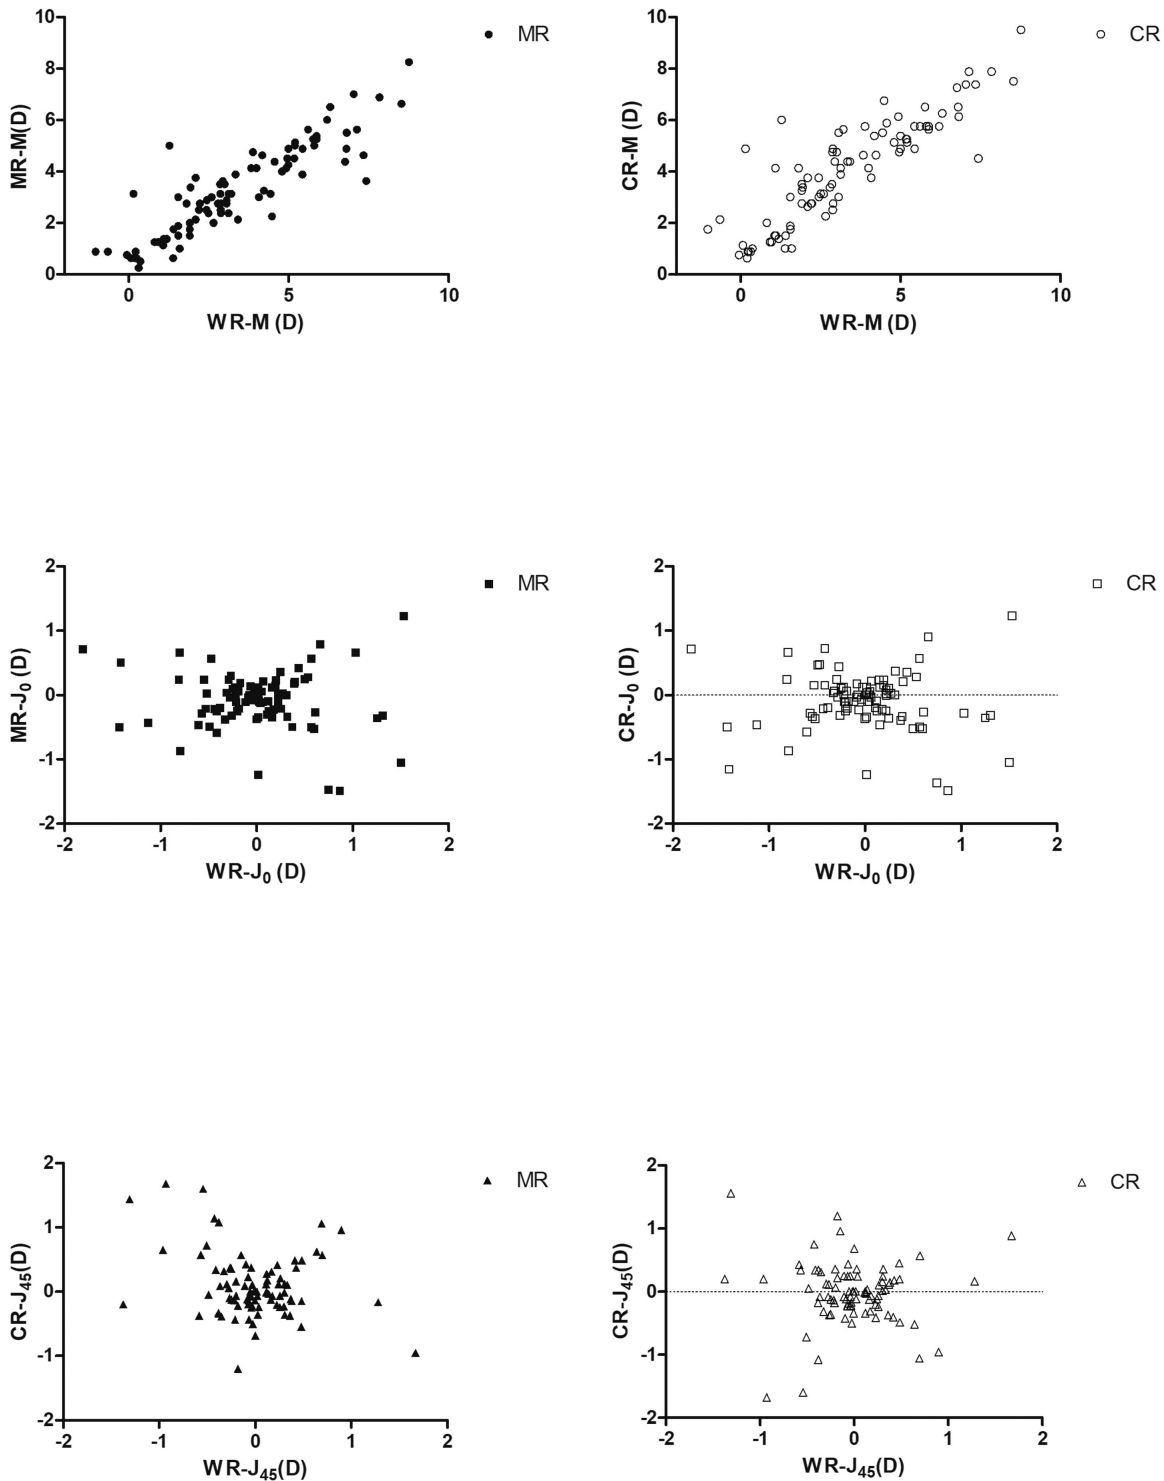 10
8
6
4
2
0
MR-M(D)
0 5 10
WR-M (D)
MR
10
8
6
4
2
0
CR-M (D)
0 5 10
WR-M (D)
CR
2
1
0
-1
-2
MR-J₀ (D)
-2 -1 0 1 2
WR-J₀ (D)
MR
2
1
0
-1
-2
CR-J₀ (D)
-2 -1 0 1 2
WR-J₀ (D)
CR
2
1
0
-1
-2
CR-J₄₅(D)
-2 -1 0 1 2
WR-J₄₅(D)
MR
2
1
0
-1
-2
CR-J₄₅(D)
-2 -1 0 1 2
WR-J₄₅(D)
CR